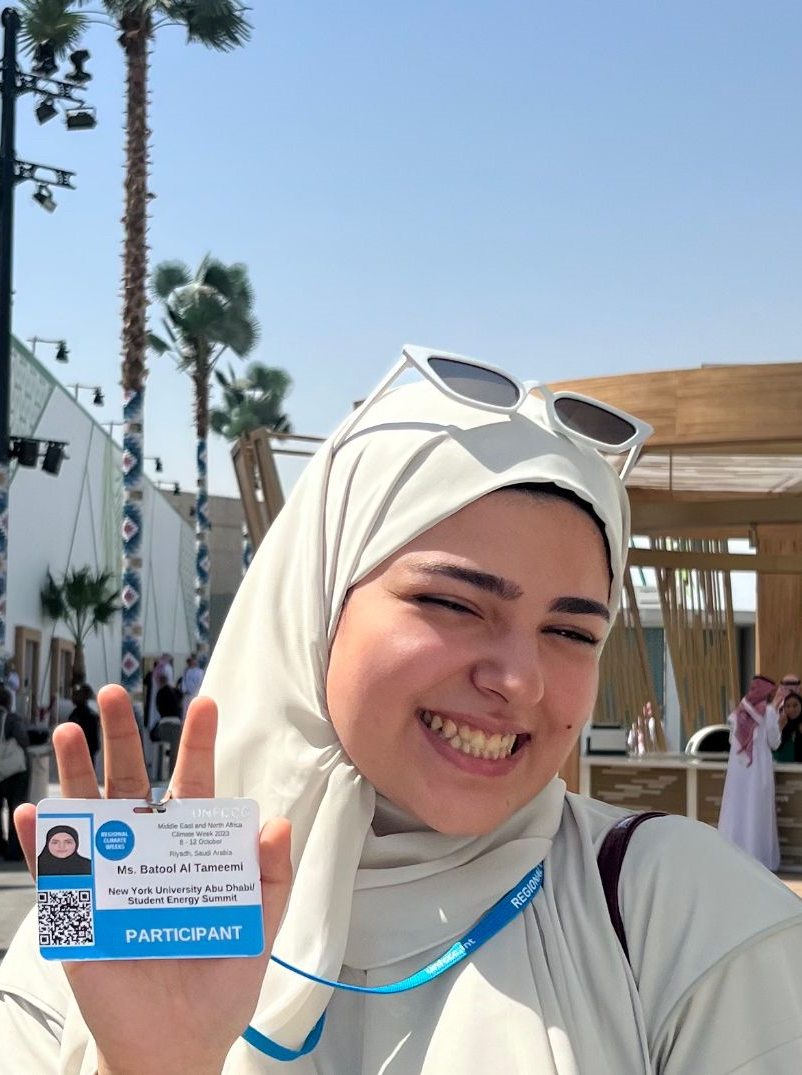 UNFCCC
Middle East and North Africa
Climate Week 2023
8 - 12 October
Riyadh, Saudi Arabia
REGIONAL
CLIMATE
WEEKS
Ms. Batool Al Tameemi
New York University Abu Dhabi/
Student Energy Summit
PARTICIPANT
REGIONA